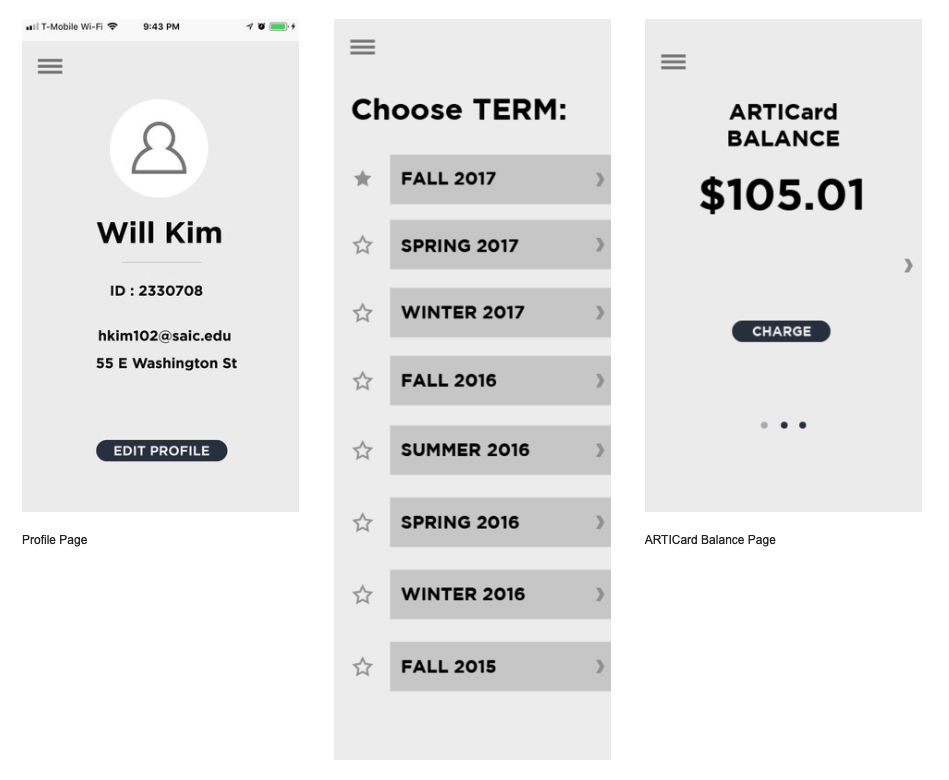 T-Mobile Wi-Fi 9:43 PM
Will Kim
ID : 2330708
hkim102@saic.edu
55 E Washington St
EDIT PROFILE
Profile Page
Choose TERM:
FALL 2017
SPRING 2017
WINTER 2017
FALL 2016
SUMMER 2016
SPRING 2016
WINTER 2016
FALL 2015
ARTICard
BALANCE
$105.01
CHARGE
ARTICard Balance Page